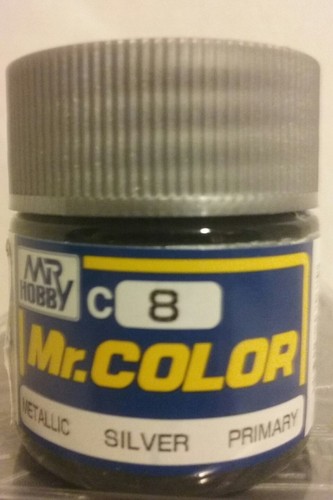 MR
HOBBY
C 8
Mr.COLOR
METALLIC SILVER PRIMARY